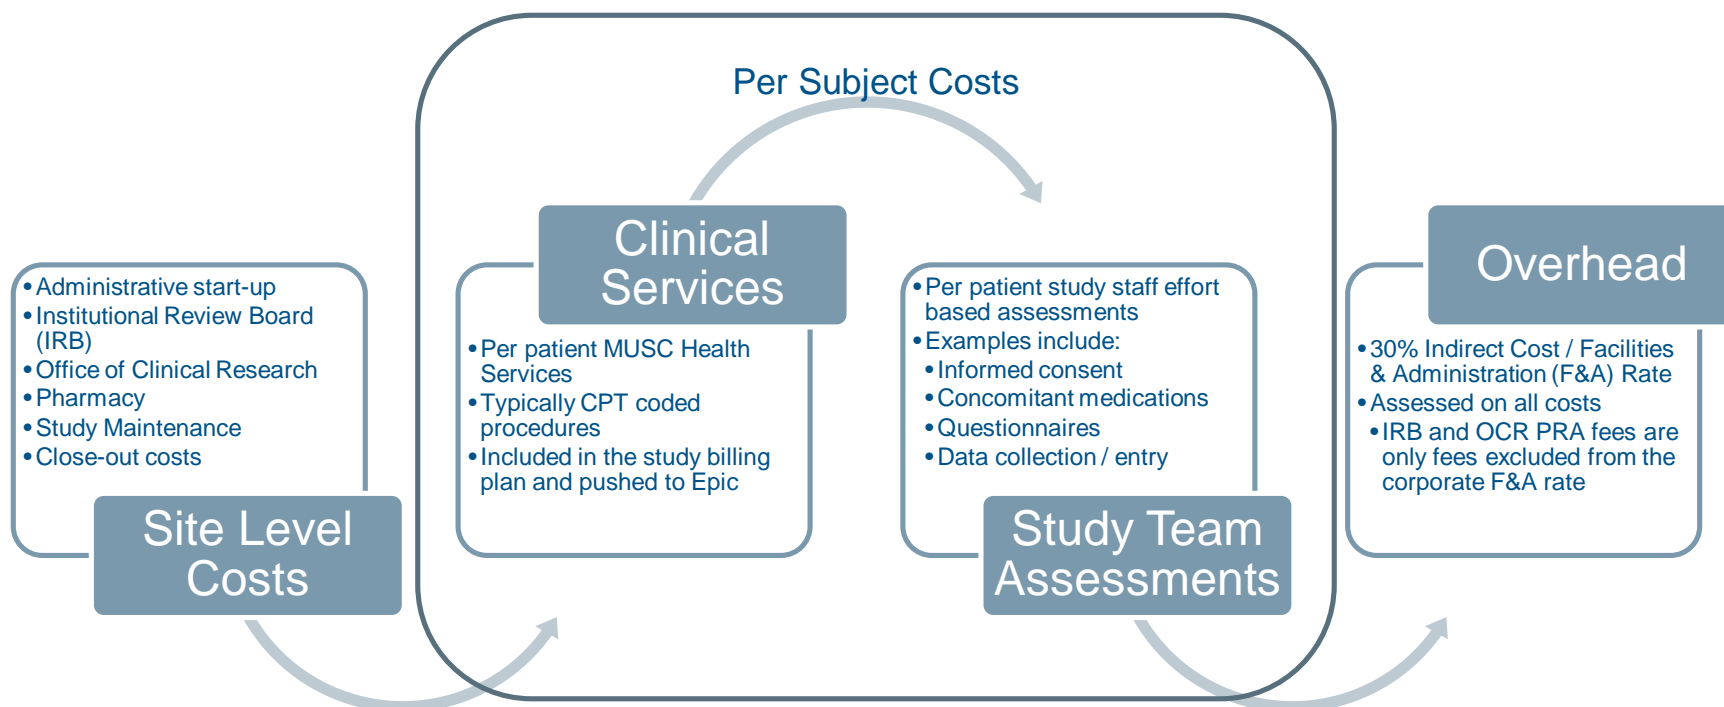 Per Subject Costs
• Administrative start-up
• Institutional Review Board
(IRB)
• Office of Clinical Research
• Pharmacy
• Study Maintenance
• Close-out costs
Site Level
Costs
Clinical
Services
• Per patient MUSC Health
Services
• Typically CPT coded
procedures
• Included in the study billing
plan and pushed to Epic
• Per patient study staff effort
based assessments
• Examples include:
• Informed consent
• Concomitant medications
• Questionnaires
• Data collection / entry
Study Team
Assessments
Overhead
• 30% Indirect Cost / Facilities
& Administration (F&A) Rate
• Assessed on all costs
• IRB and OCR PRA fees are
only fees excluded from the
corporate F&A rate